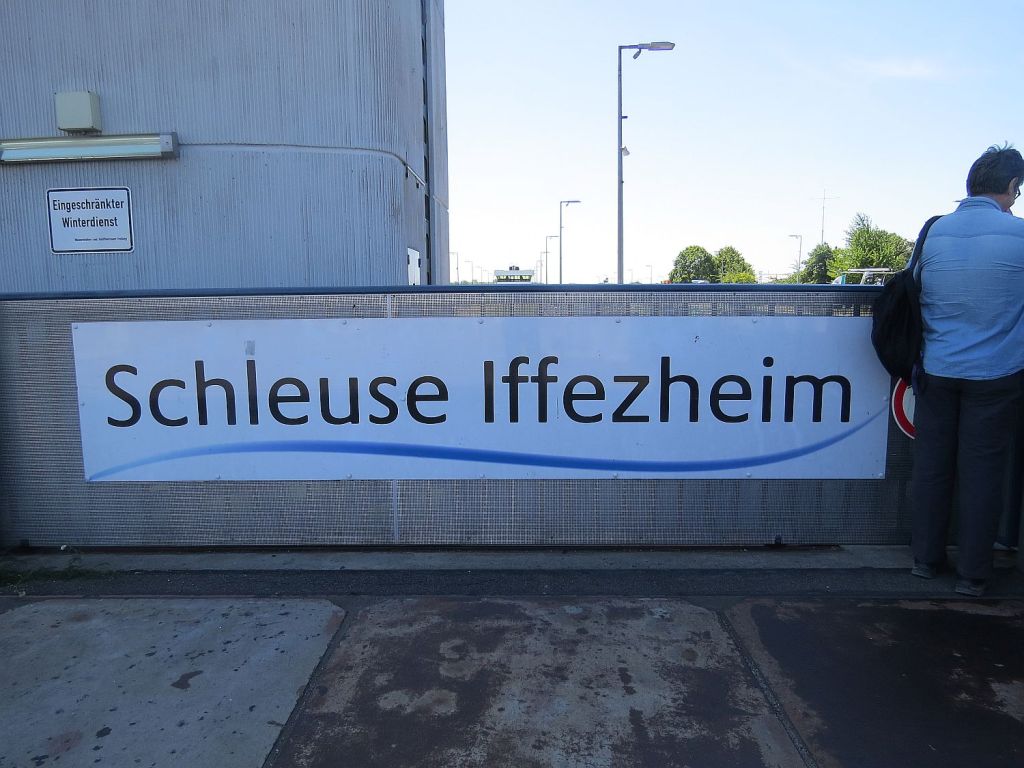 Eingeschränkter
Winterdienst
Schleuse Iffezheim